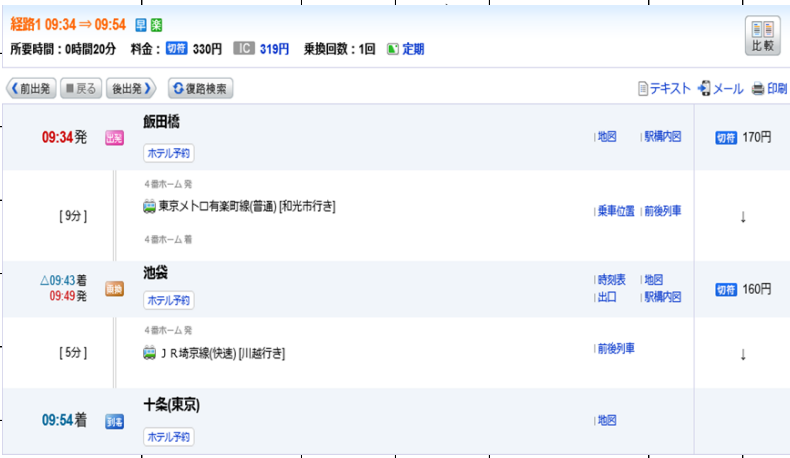 経路1 09:34 ⇒ 09:54 早 楽
所要時間：0時間20分 料金： 切符 330円 IC 319円 乗換回数：1回 定期
比較
前出発 戻る 後出発 復路検索 テキスト メール 印刷
飯田橋
09:34発 出発 地図 駅構内図 切符 170円
ホテル予約
4番ホーム 発
東京メトロ有楽町線(普通) [和光市行き]
[ 9分 ] 乗車位置 前後列車 ↓
4番ホーム 着
池袋
△09:43着 時刻表 地図
09:49発 乗換 出口 駅構内図 切符 160円
ホテル予約
4番ホーム 発
[ 5分 ] ＪＲ埼京線(快速) [川越行き] 前後列車 ↓
十条(東京)
09:54着 到着 地図
ホテル予約